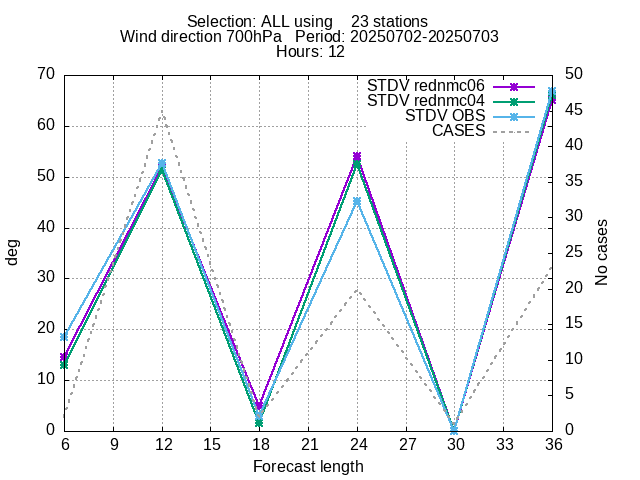 Selection: ALL using    23 stations
Wind direction 700hPa   Period: 20250702-20250703
Hours: 12
STDV rednmc06
STDV rednmc04
STDV OBS
CASES
70
60
50
40
30
20
10
0
deg
50
45
40
35
30
25
20
15
10
5
0
No cases
6 9 12 15 18 21 24 27 30 33 36
Forecast length